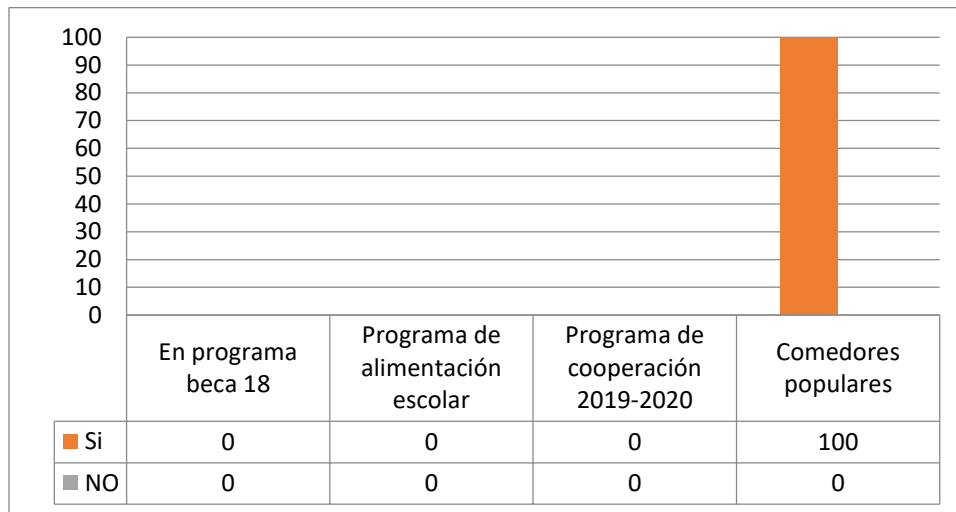 100
90
80
70
60
50
40
30
20
10
0
En programa
beca 18
Programa de
alimentación
escolar
Programa de
cooperación
2019-2020
Comedores
populares
Si 0 0 0 100
NO 0 0 0 0